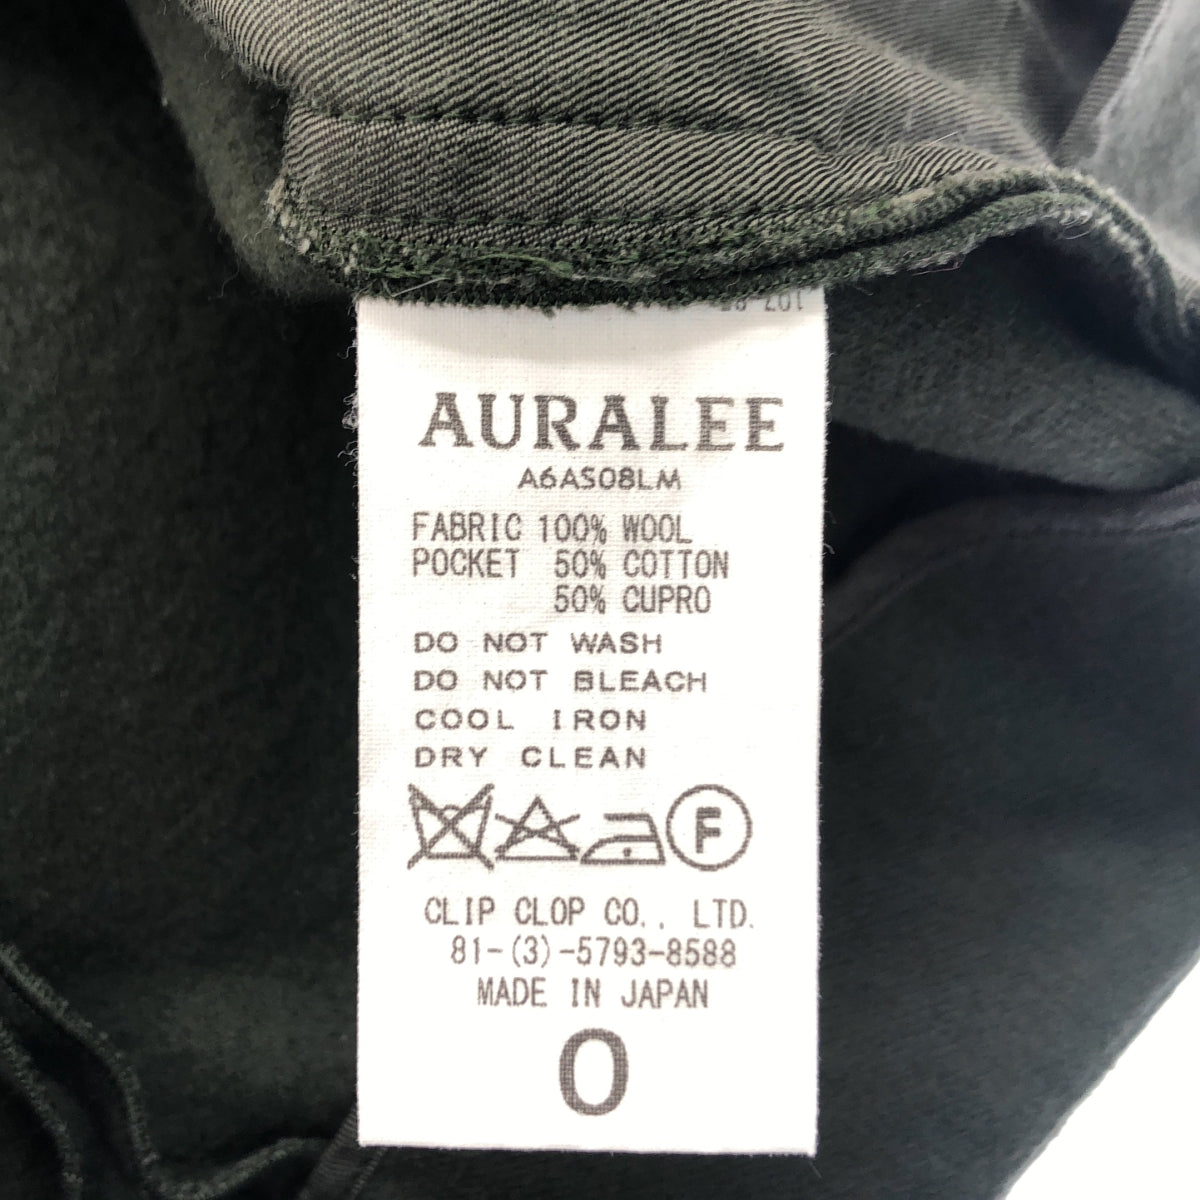 AURALEE
A6AS08LM
FABRIC 100% WOOL
POCKET 50% COTTON
50% CUPRO
DO NOT WASH
DO NOT BLEACH
COOL IRON
DRY CLEAN
F
CLIP CLOP CO., LTD.
81-(3)-5793-8588
MADE IN JAPAN
0